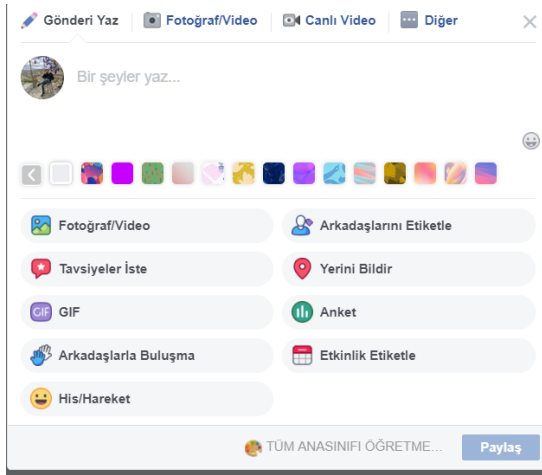 Gönderi Yaz Fotoğraf/Video Canlı Video Diğer
Bir şeyler yaz...
Fotoğraf/Video Arkadaşlarını Etiketle
Tavsiyeler İste Yerini Bildir
GIF GIF Anket
Arkadaşlarla Buluşma Etkinlik Etiketle
His/Hareket
TÜM ANASINIFI ÖĞRETME... Paylaş